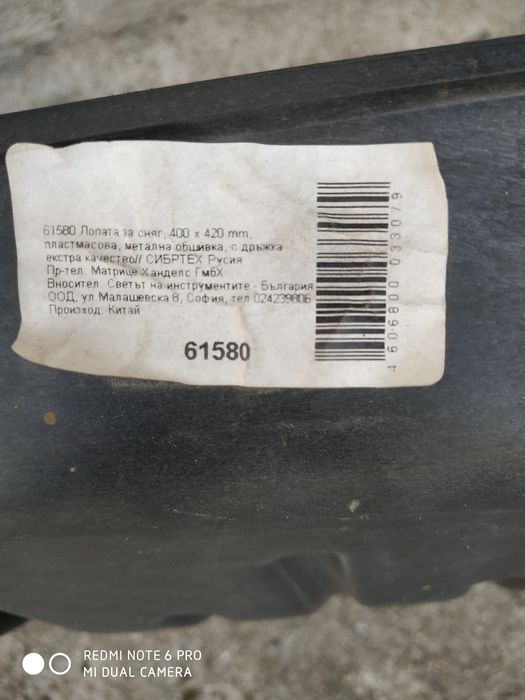 61580 Лопата за сняг, 400 x 420 mm,
пластмасова, метална обшивка, с дръжка
екстра качество// СИБРТЕХ Русия
Пр-тел. Матрице Ханделс ГмбХ
Вносител. Светът на инструментите - България
ООД, ул.Малашевска 8, София, тел 024239806
Произход: Китай
61580
4 606800 033079
REDMI NOTE 6 PRO
MI DUAL CAMERA